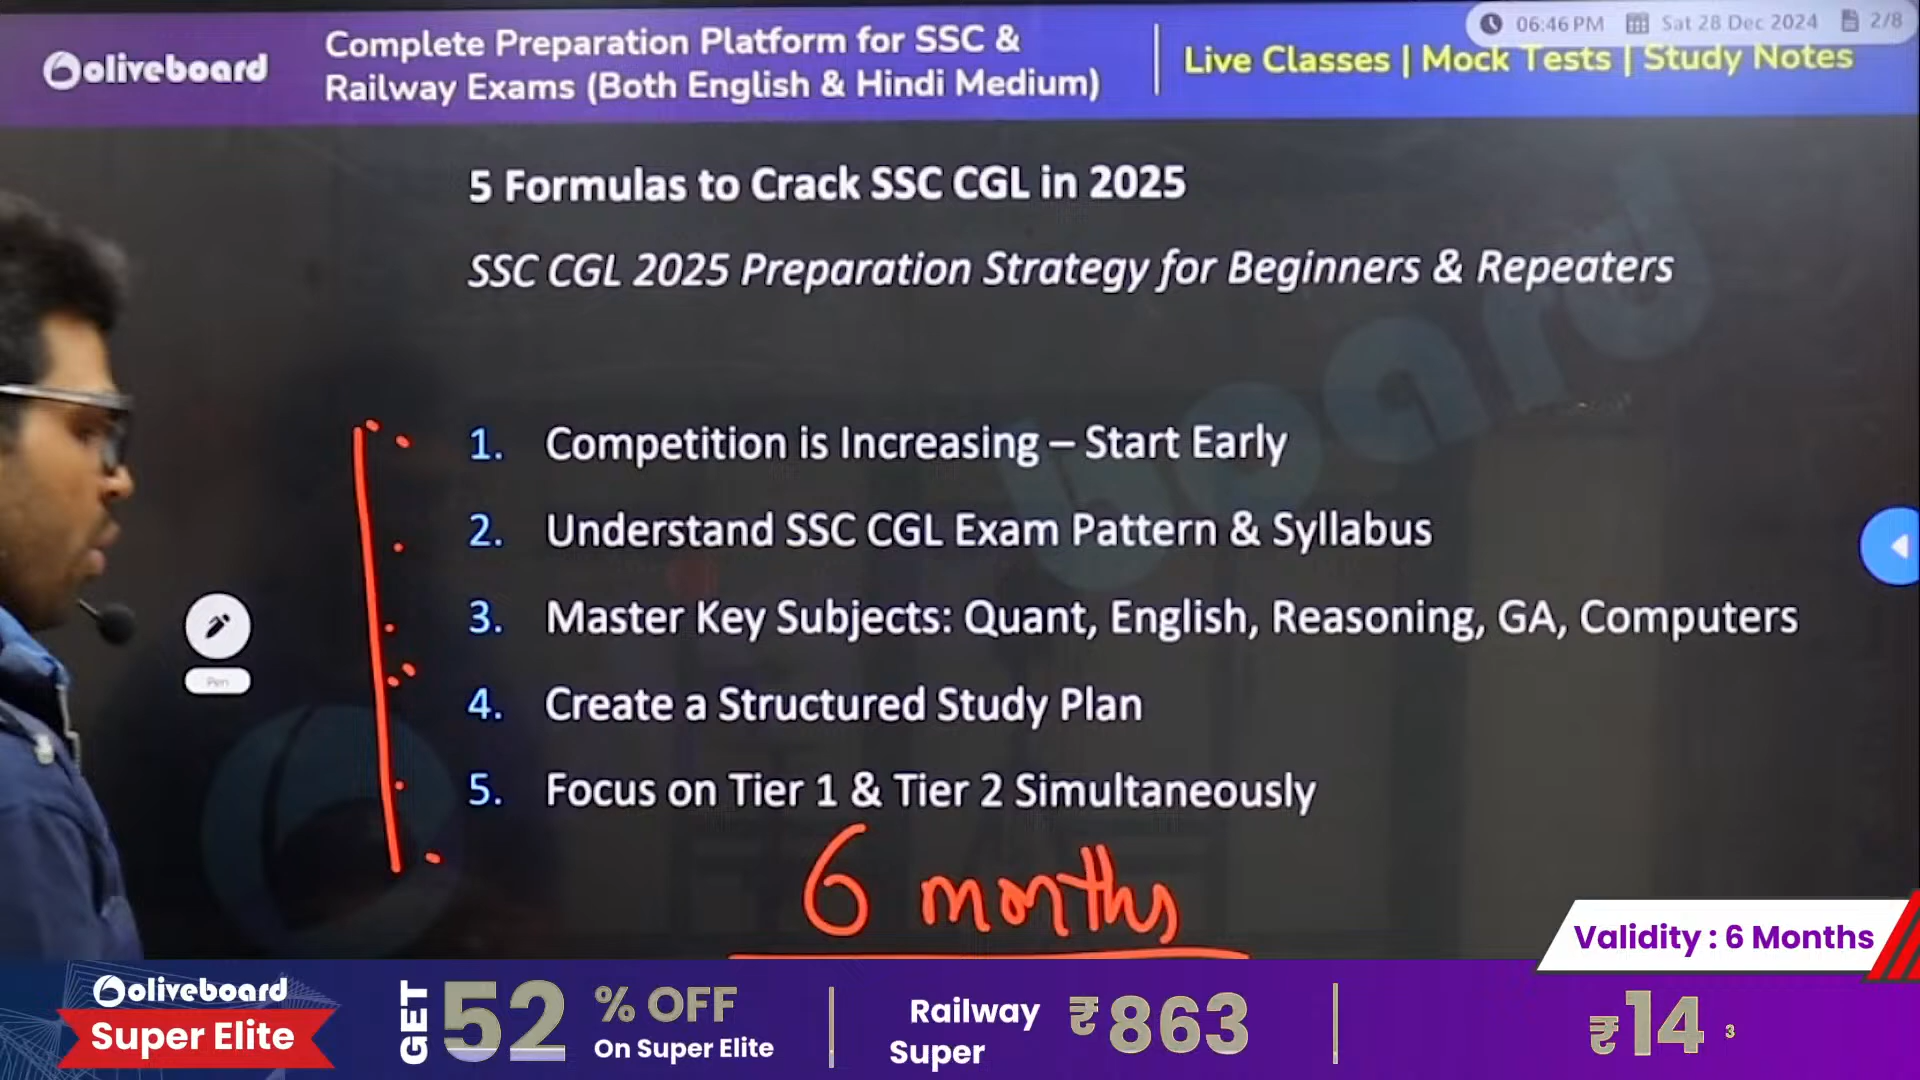 oliveboard
Complete Preparation Platform for SSC &
Railway Exams (Both English & Hindi Medium)
Live Classes | Mock Tests | Study Notes
06:46 PM Sat 28 Dec 2024 2/8
5 Formulas to Crack SSC CGL in 2025
SSC CGL 2025 Preparation Strategy for Beginners & Repeaters
1. Competition is Increasing – Start Early
2. Understand SSC CGL Exam Pattern & Syllabus
3. Master Key Subjects: Quant, English, Reasoning, GA, Computers
Pen
4. Create a Structured Study Plan
5. Focus on Tier 1 & Tier 2 Simultaneously
6 months
board
Validity : 6 Months
oliveboard
Super Elite
GET 52 % OFF
On Super Elite
Railway
Super
₹863
₹14 3